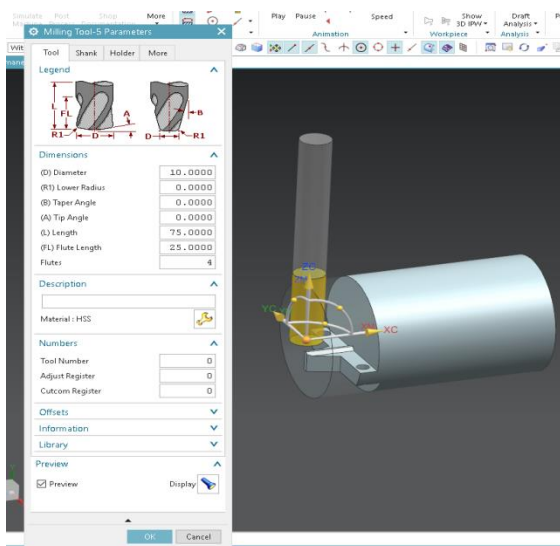 More
Play Pause Speed Show 3D IPW Draft Analysis
Animation Workpiece Analysis
Milling Tool-5 Parameters
Tool Shank Holder More
Legend
L
FL
A
B
R1 D D R1
Dimensions
(D) Diameter 10.0000
(R1) Lower Radius 0.0000
(B) Taper Angle 0.0000
(A) Tip Angle 0.0000
(L) Length 75.0000
(FL) Flute Length 25.0000
Flutes 4
Description
Material : HSS
Numbers
Tool Number 0
Adjust Register 0
Cutcom Register 0
Offsets
Information
Library
Preview
Preview Display
OK Cancel
ZC
YC
XC